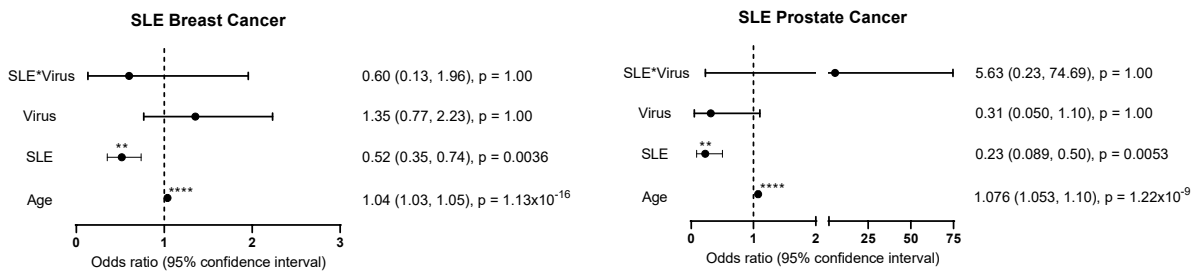 SLE Breast Cancer
SLE*Virus
0.60 (0.13, 1.96), p = 1.00
Virus
1.35 (0.77, 2.23), p = 1.00
**
SLE
0.52 (0.35, 0.74), p = 0.0036
****
Age
1.04 (1.03, 1.05), p = 1.13x10-16
0 1 2 3
Odds ratio (95% confidence interval)
SLE Prostate Cancer
SLE*Virus
5.63 (0.23, 74.69), p = 1.00
Virus
0.31 (0.050, 1.10), p = 1.00
**
SLE
0.23 (0.089, 0.50), p = 0.0053
****
Age
1.076 (1.053, 1.10), p = 1.22x10-9
0 1 2 25 50 75
Odds ratio (95% confidence interval)